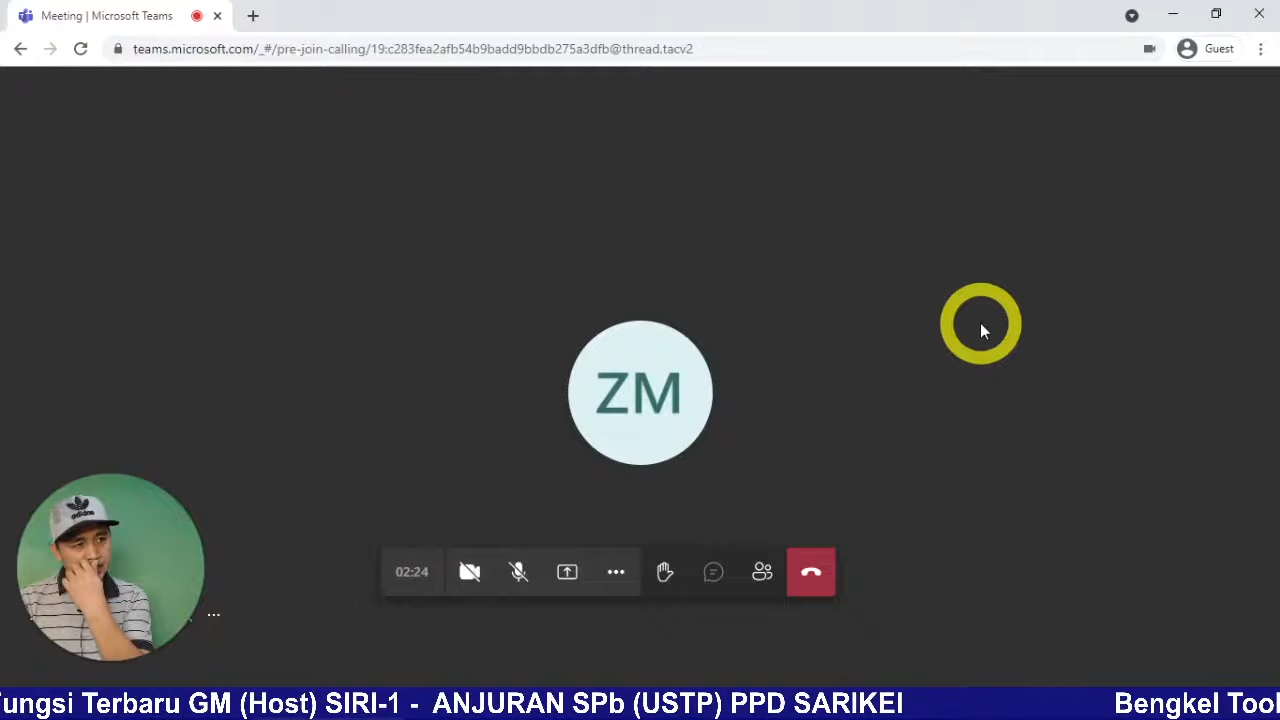 Meeting | Microsoft Teams
teams.microsoft.com/_#/pre-join-calling/19:c283fea2afb54b9badd9bbdb275a3dfb@thread.tacv2
Guest
ZM
adidas
02:24
ungsi Terbaru GM (Host) SIRI-1 - ANJURAN SPb (USTP) PPD SARIKEI Bengkel Tool